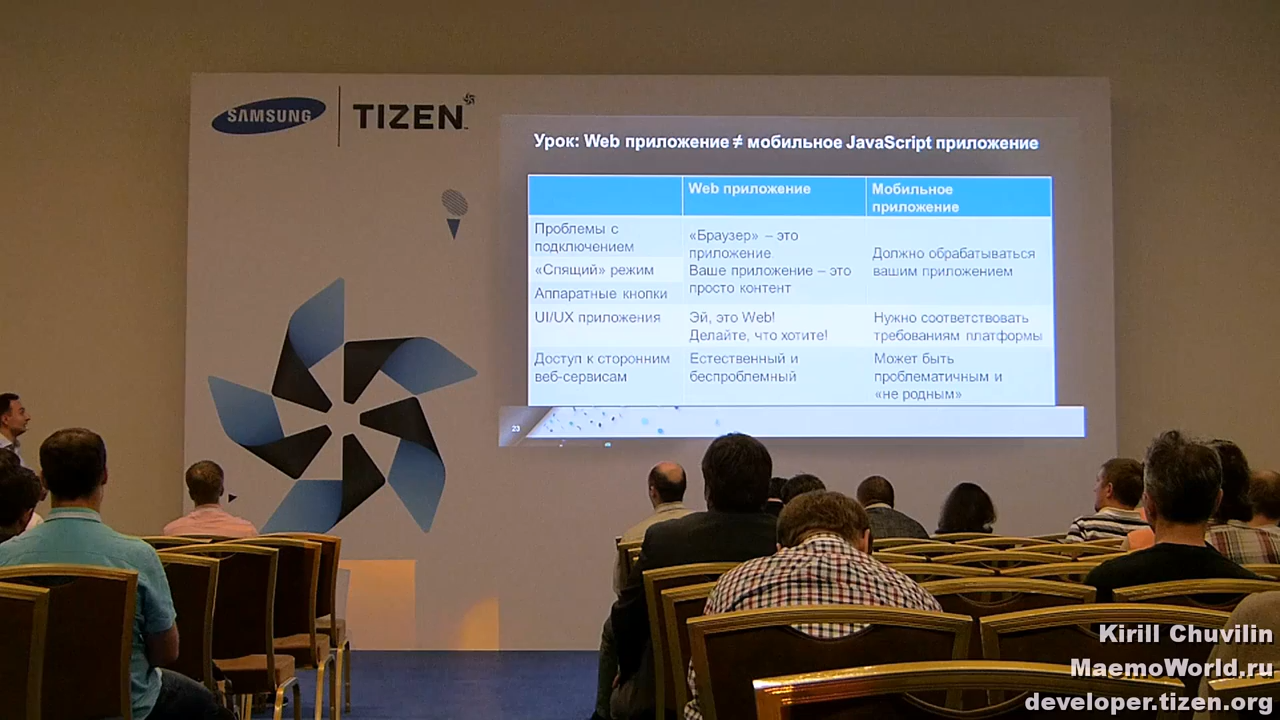 SAMSUNG
TIZEN
Урок: Web приложение ≠ мобильное JavaScript приложение
Web приложение
Мобильное
приложение
Проблемы с
подключением
«Спящий» режим
Аппаратные кнопки
«Браузер» – это
приложение.
Ваше приложение – это
просто контент
Должно обрабатываться
вашим приложением
UI/UX приложения
Эй, это Web!
Делайте, что хотите!
Нужно соответствовать
требованиям платформы
Доступ к сторонним
веб-сервисам
Естественный и
беспроблемный
Может быть
проблематичным и
«не родным»
23
Kirill Chuvilin
MaemoWorld.ru
developer.tizen.org